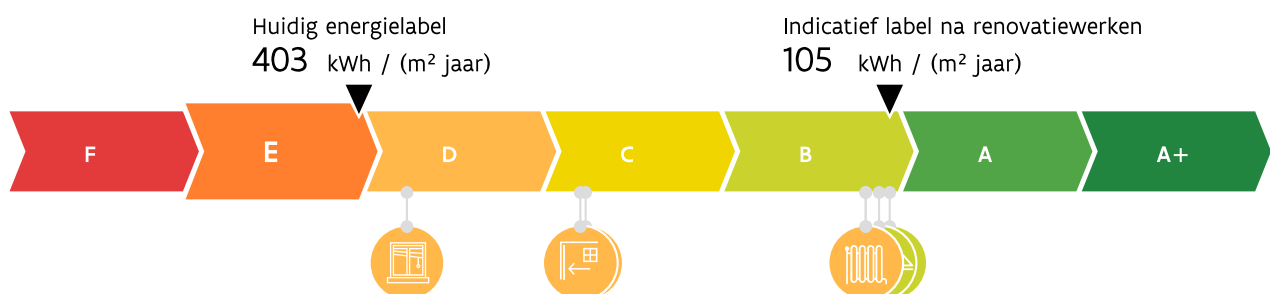 Huidig energielabel
403 kWh / (m² jaar)
Indicatief label na renovatiewerken
105 kWh / (m² jaar)
F E D C B A A+